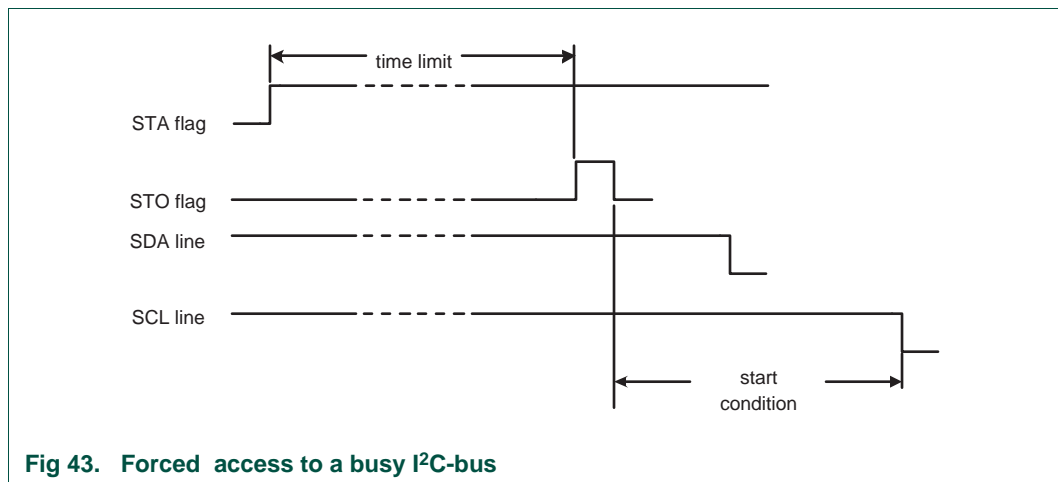 time limit
STA flag
STO flag
SDA line
SCL line
start
condition
Fig 43. Forced access to a busy I²C-bus